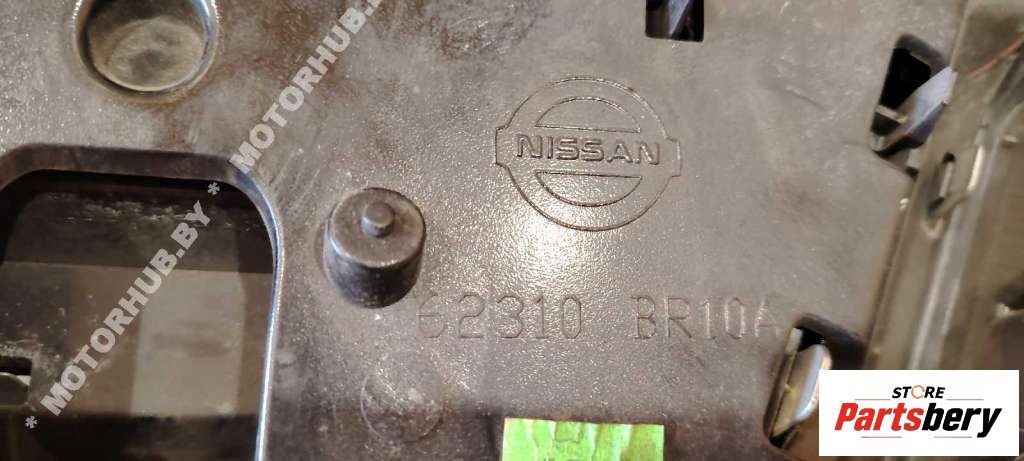 * MOTORHUB.BY * MOTORHUB.BY
NISSAN
62310 BR10A
STORE
Partsbery